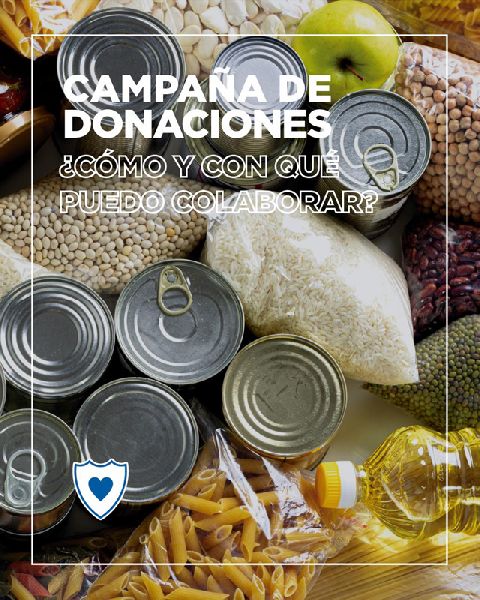 CAMPAÑA DE
DONACIONES
¿CÓMO Y CON QUÉ
PUEDO COLABORAR?